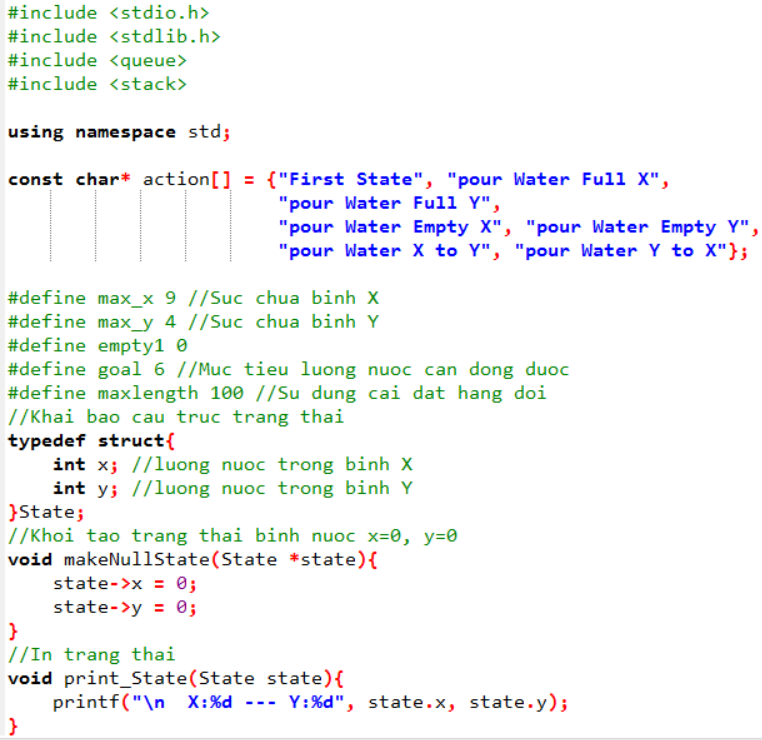 #include <stdio.h>
#include <stdlib.h>
#include <queue>
#include <stack>
using namespace std;
const char* action[] = {"First State", "pour Water Full X",
"pour Water Full Y",
"pour Water Empty X", "pour Water Empty Y",
"pour Water X to Y", "pour Water Y to X"};
#define max_x 9 //Suc chua binh X
#define max_y 4 //Suc chua binh Y
#define empty1 0
#define goal 6 //Muc tieu luong nuoc can dong duoc
#define maxlength 100 //Su dung cai dat hang doi
//Khai bao cau truc trang thai
typedef struct{
int x; //luong nuoc trong binh X
int y; //luong nuoc trong binh Y
}State;
//Khoi tao trang thai binh nuoc x=0, y=0
void makeNullState(State *state){
state->x = 0;
state->y = 0;
}
//In trang thai
void print_State(State state){
printf("\n  X:%d --- Y:%d", state.x, state.y);
}